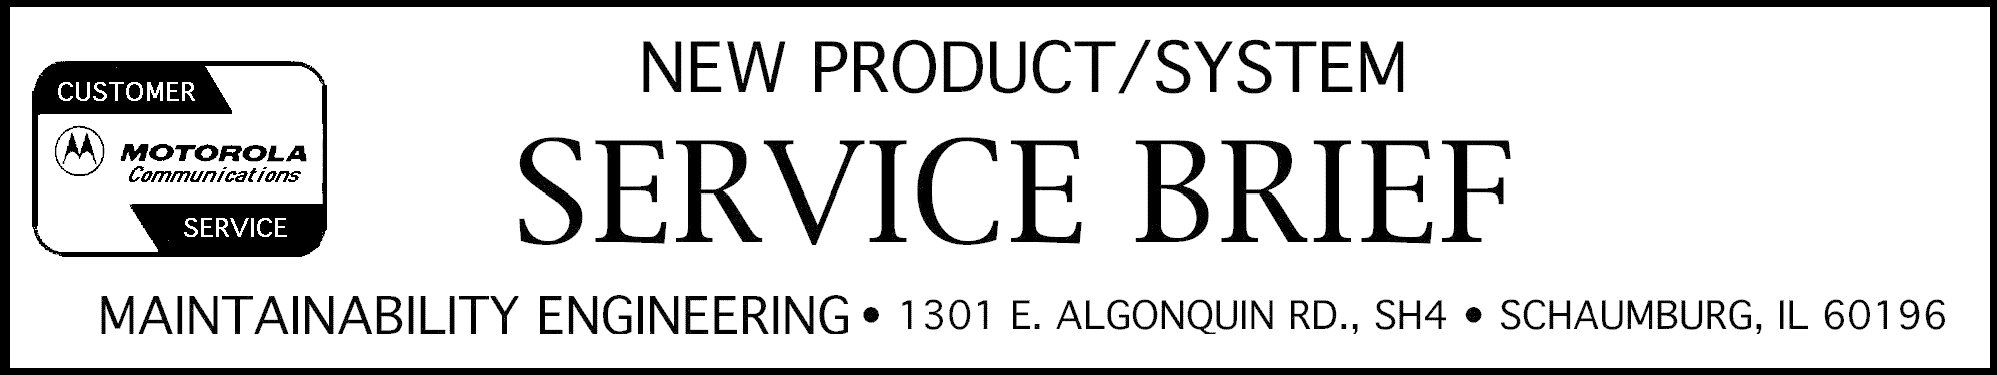 NEW PRODUCT/SYSTEM
CUSTOMER
MOTOROLA
Communications
SERVICE
SERVICE BRIEF
MAINTAINABILITY ENGINEERING • 1301 E. ALGONQUIN RD., SH4 • SCHAUMBURG, IL 60196